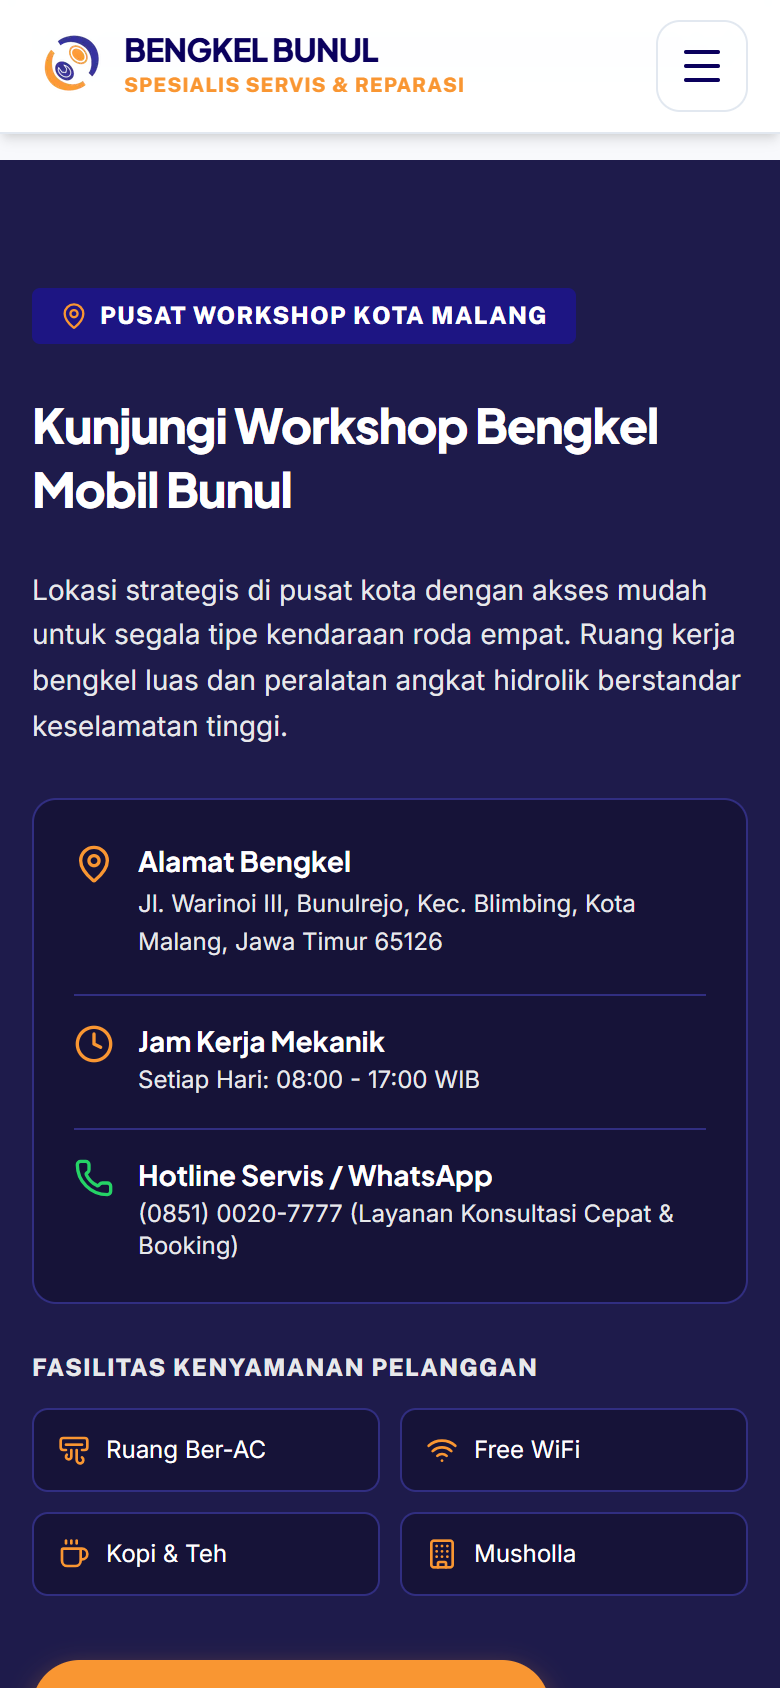 BENGKEL BUNUL
SPESIALIS SERVIS & REPARASI
PUSAT WORKSHOP KOTA MALANG
Kunjungi Workshop Bengkel
Mobil Bunul
Lokasi strategis di pusat kota dengan akses mudah
untuk segala tipe kendaraan roda empat. Ruang kerja
bengkel luas dan peralatan angkat hidrolik berstandar
keselamatan tinggi.
Alamat Bengkel
Jl. Warinoi III, Bunulrejo, Kec. Blimbing, Kota
Malang, Jawa Timur 65126
Jam Kerja Mekanik
Setiap Hari: 08:00 - 17:00 WIB
Hotline Servis / WhatsApp
(0851) 0020-7777 (Layanan Konsultasi Cepat &
Booking)
FASILITAS KENYAMANAN PELANGGAN
Ruang Ber-AC
Free WiFi
Kopi & Teh
Musholla